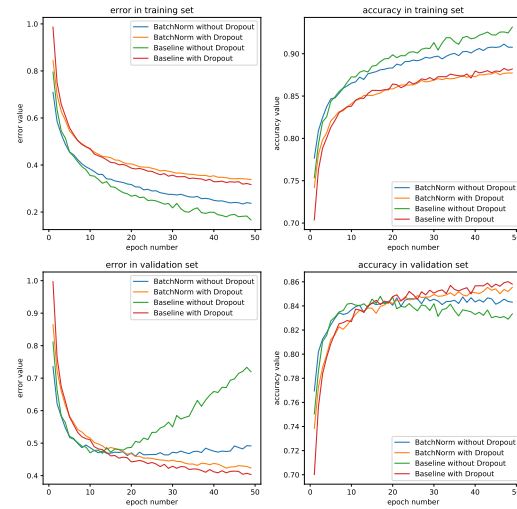 error in training set
error value
1.0
0.8
0.6
0.4
0.2
0
10
20
30
40
50
epoch number
BatchNorm without Dropout
BatchNorm with Dropout
Baseline without Dropout
Baseline with Dropout
accuracy in training set
accuracy value
0.90
0.85
0.80
0.75
0.70
0
10
20
30
40
50
epoch number
BatchNorm without Dropout
BatchNorm with Dropout
Baseline without Dropout
Baseline with Dropout
error in validation set
error value
1.0
0.9
0.8
0.7
0.6
0.5
0.4
0
10
20
30
40
50
epoch number
BatchNorm without Dropout
BatchNorm with Dropout
Baseline without Dropout
Baseline with Dropout
accuracy in validation set
accuracy value
0.86
0.84
0.82
0.80
0.78
0.76
0.74
0.72
0.70
0
10
20
30
40
50
epoch number
BatchNorm without Dropout
BatchNorm with Dropout
Baseline without Dropout
Baseline with Dropout